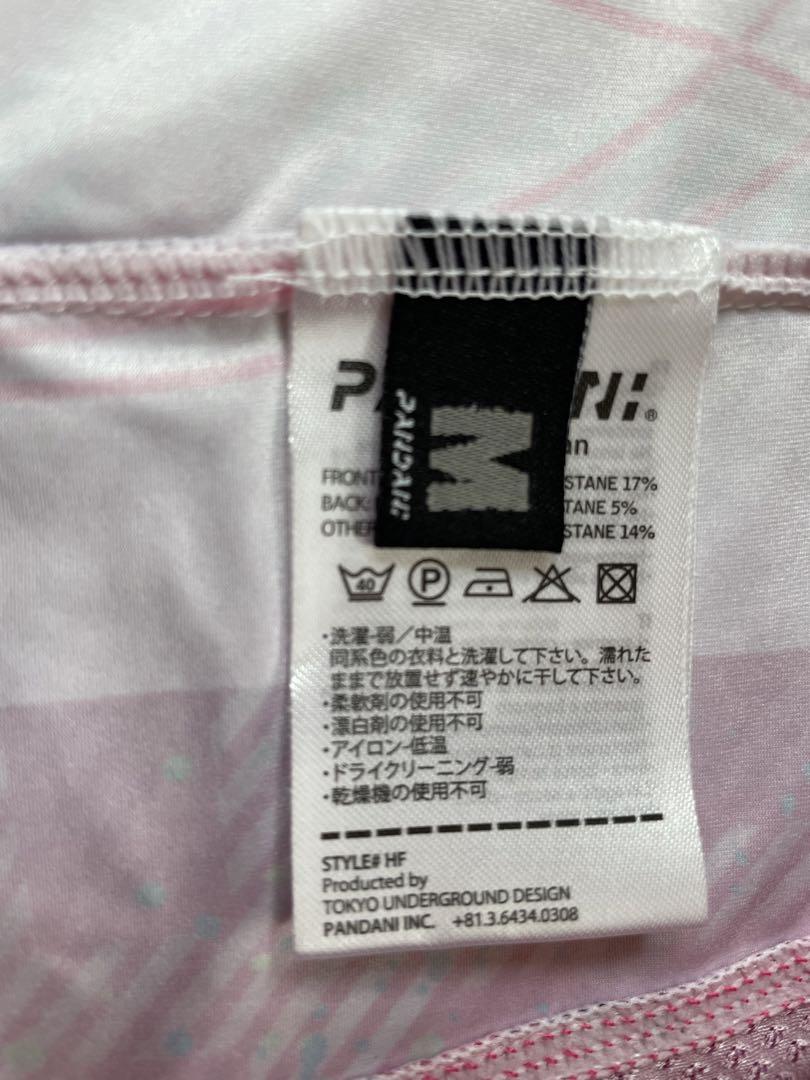 PANDANI
M
®
an
FRONT
STANE 17%
BACK:
TANE 5%
OTHE
STANE 14%
40
P
・洗濯-弱／中温
同系色の衣料と洗濯して下さい。濡れた
ままで放置せず速やかに干して下さい。
・柔軟剤の使用不可
・漂白剤の使用不可
・アイロン-低温
・ドライクリーニング-弱
・乾燥機の使用不可
STYLE# HF
Producted by
TOKYO UNDERGROUND DESIGN
PANDANI INC. +81.3.6434.0308